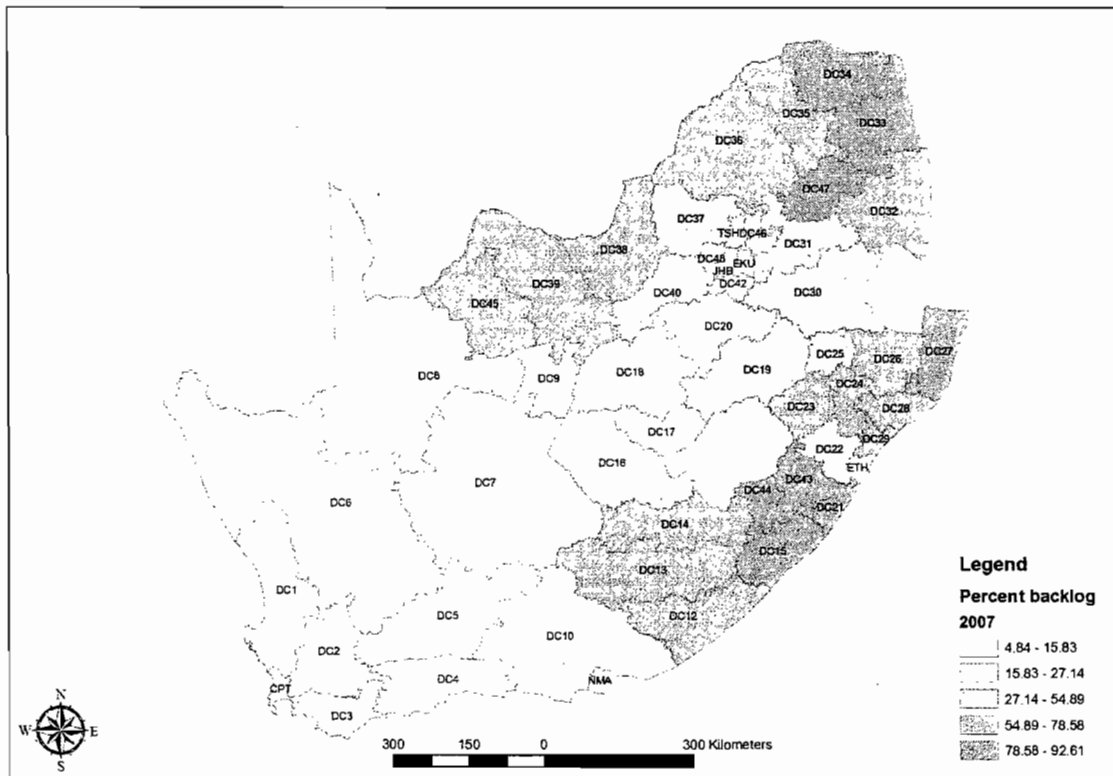 DC34
DC35
DC33
DC36
DC47
DC32
DC37
TSHDC46
DC31
DC38
DC48
EKU
JHB
DC39
DC42
DC40
DC30
DC45
DC20
DC27
DC25
DC26
DC8
DC9
DC18
DC19
DC24
DC23
DC28
DC17
DC29
DC22
DC16
ETH
DC43
DC7
DC44
DC6
DC21
DC14
DC15
DC13
DC1
DC12
DC5
DC10
DC2
DC4
NMA
CPT
DC3
Legend
Percent backlog
2007
4.84 - 15.83
15.83 - 27.14
27.14 - 54.89
54.89 - 78.58
78.58 - 92.61
N
W E
S
300 150 0 300 Kilometers